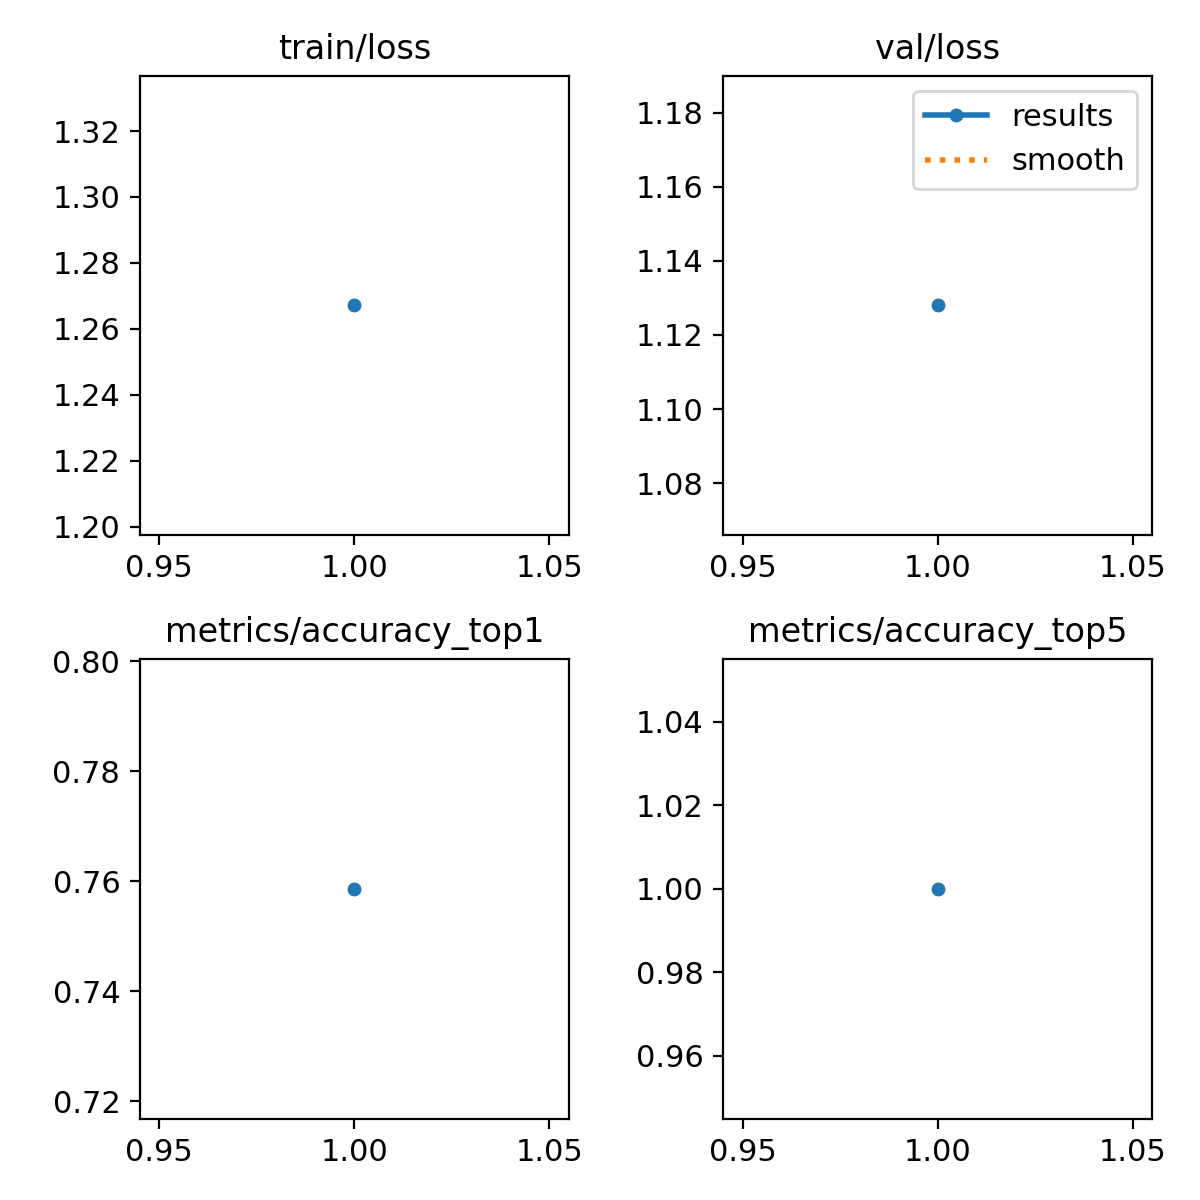 train/loss
1.32
1.30
1.28
1.26
1.24
1.22
1.20
0.95 1.00 1.05
val/loss
results
smooth
1.18
1.16
1.14
1.12
1.10
1.08
0.95 1.00 1.05
metrics/accuracy_top1
0.80
0.78
0.76
0.74
0.72
0.95 1.00 1.05
metrics/accuracy_top5
1.04
1.02
1.00
0.98
0.96
0.95 1.00 1.05